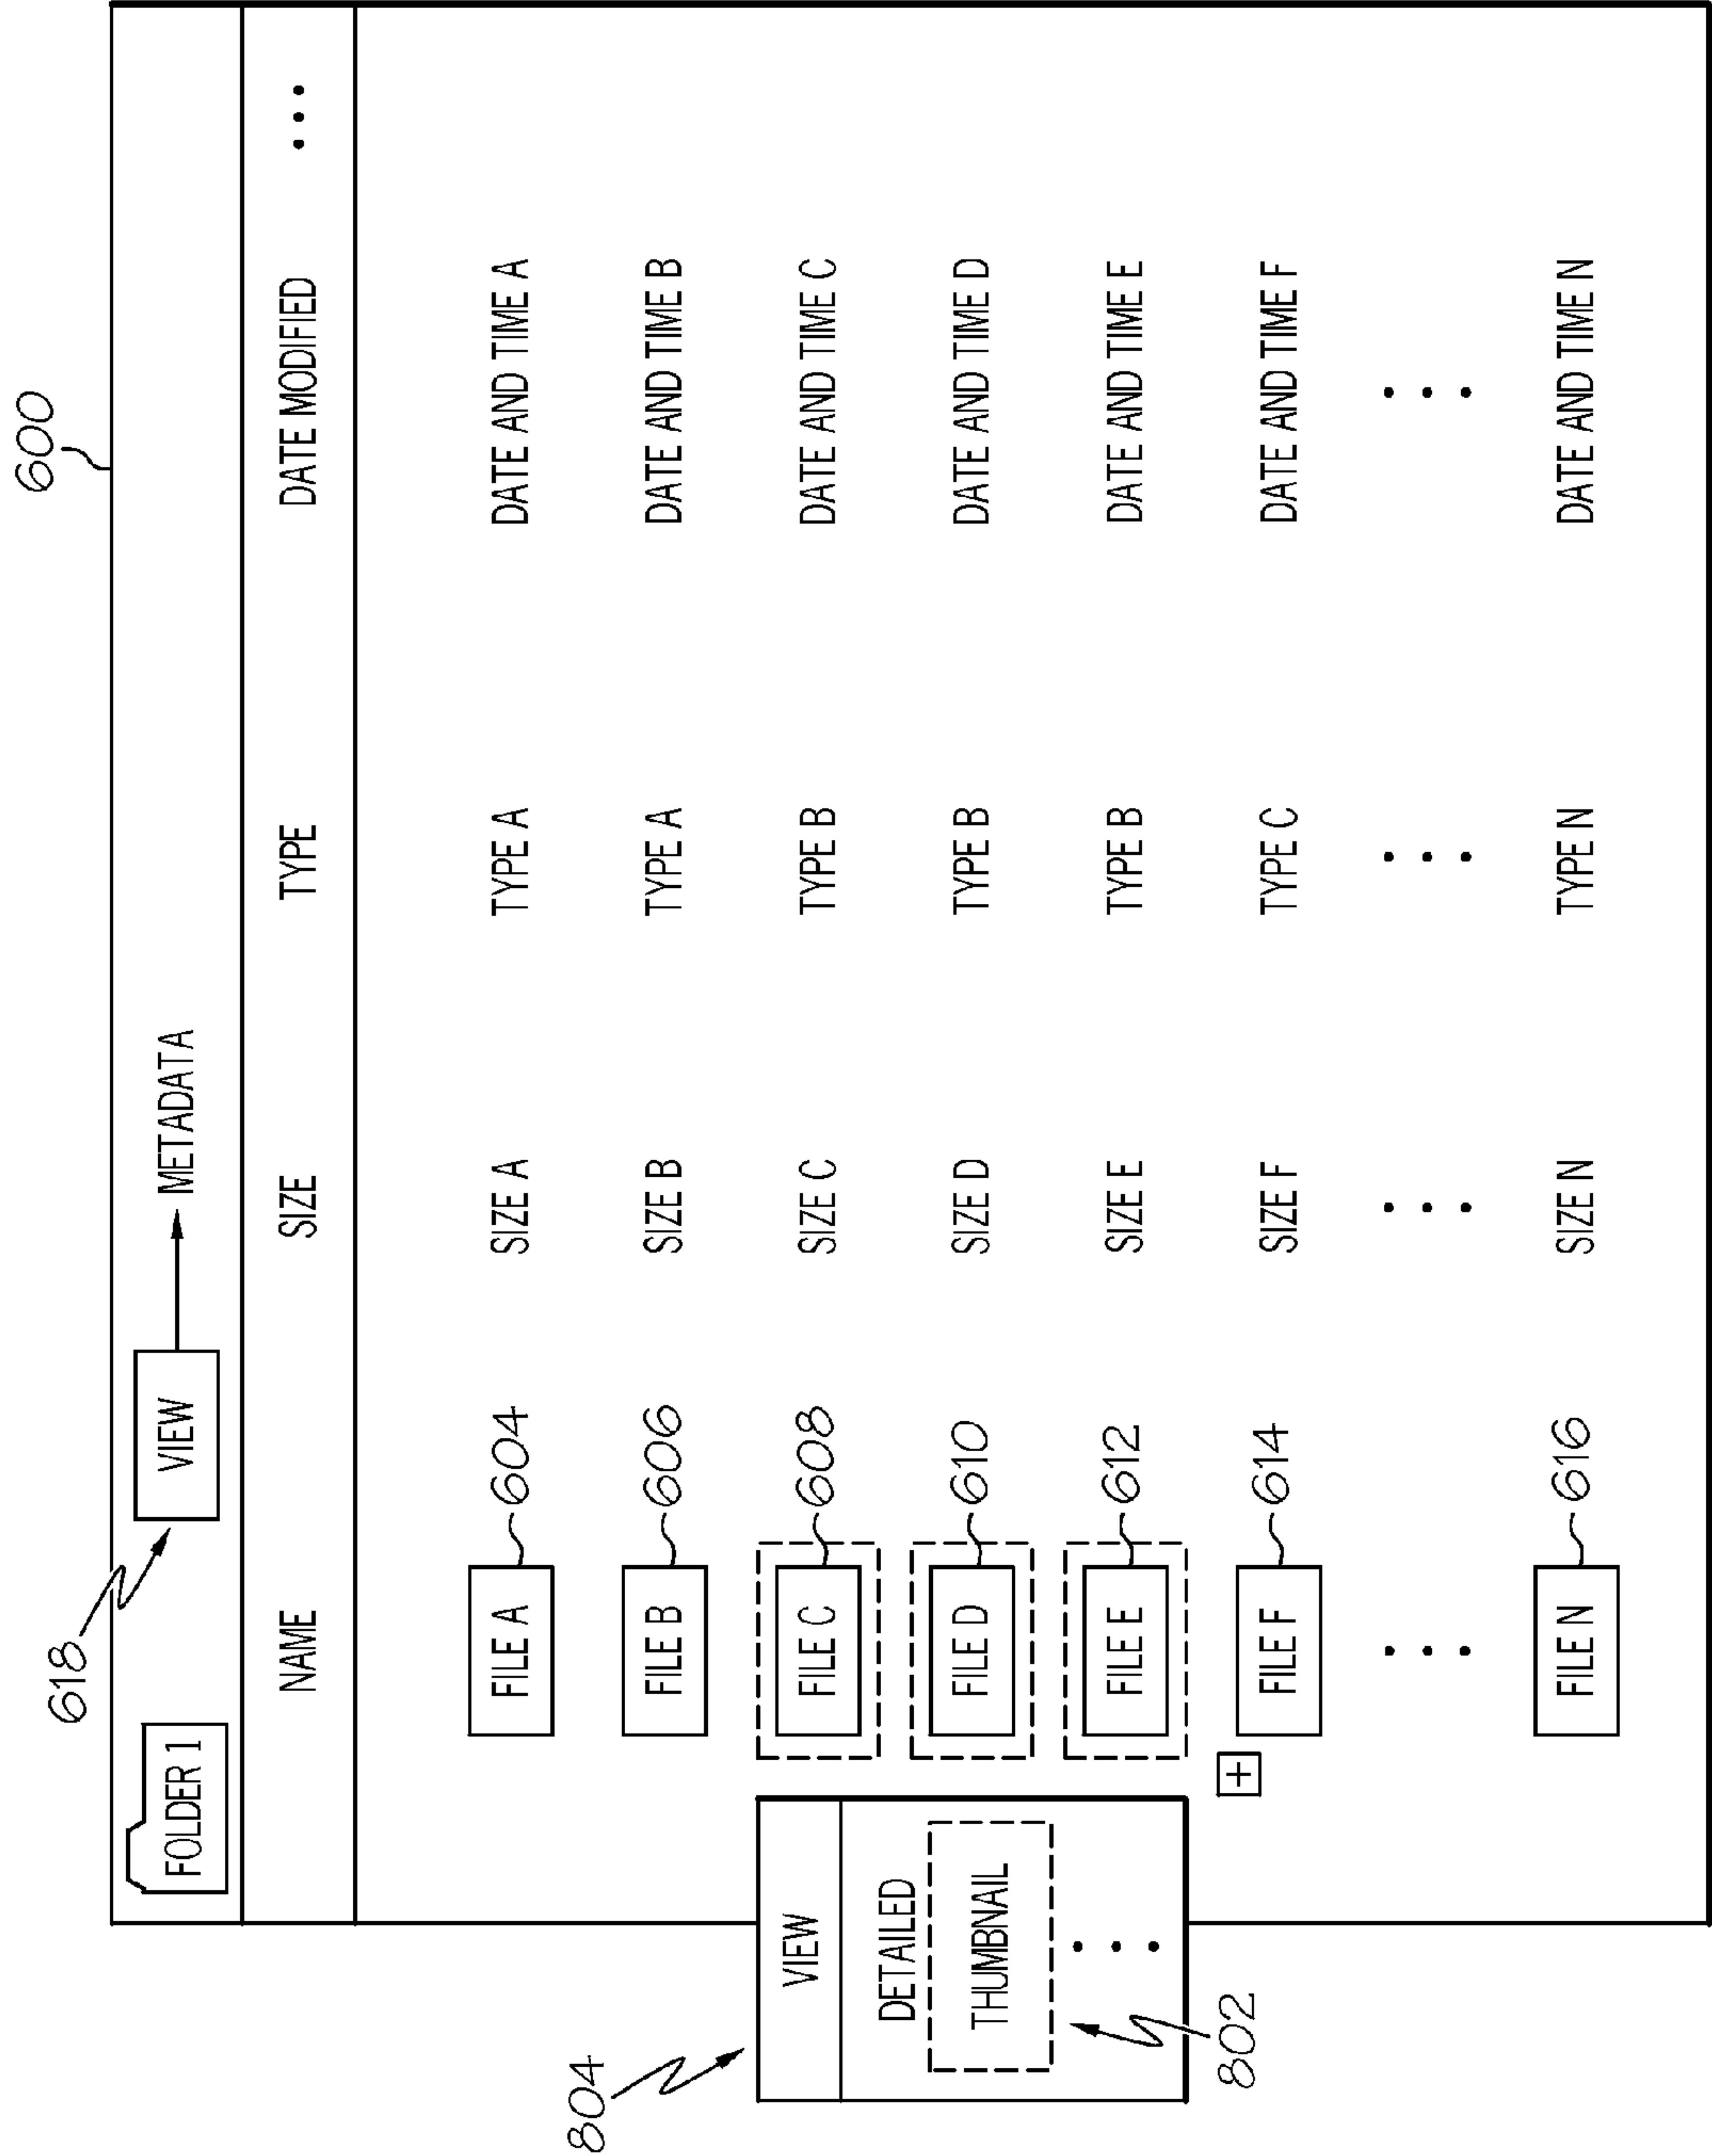 600
618
FOLDER 1 VIEW METADATA
NAME SIZE TYPE DATE MODIFIED ...
FILE A 604 SIZE A TYPE A DATE AND TIME A
FILE B 606 SIZE B TYPE A DATE AND TIME B
804
VIEW
DETAILED
THUMBNAIL
...
802
FILE C 608 SIZE C TYPE B DATE AND TIME C
FILE D 610 SIZE D TYPE B DATE AND TIME D
FILE E 612 SIZE E TYPE B DATE AND TIME E
+
FILE F 614 SIZE F TYPE C DATE AND TIME F
... ... ... ...
FILE N 616 SIZE N TYPE N DATE AND TIME N